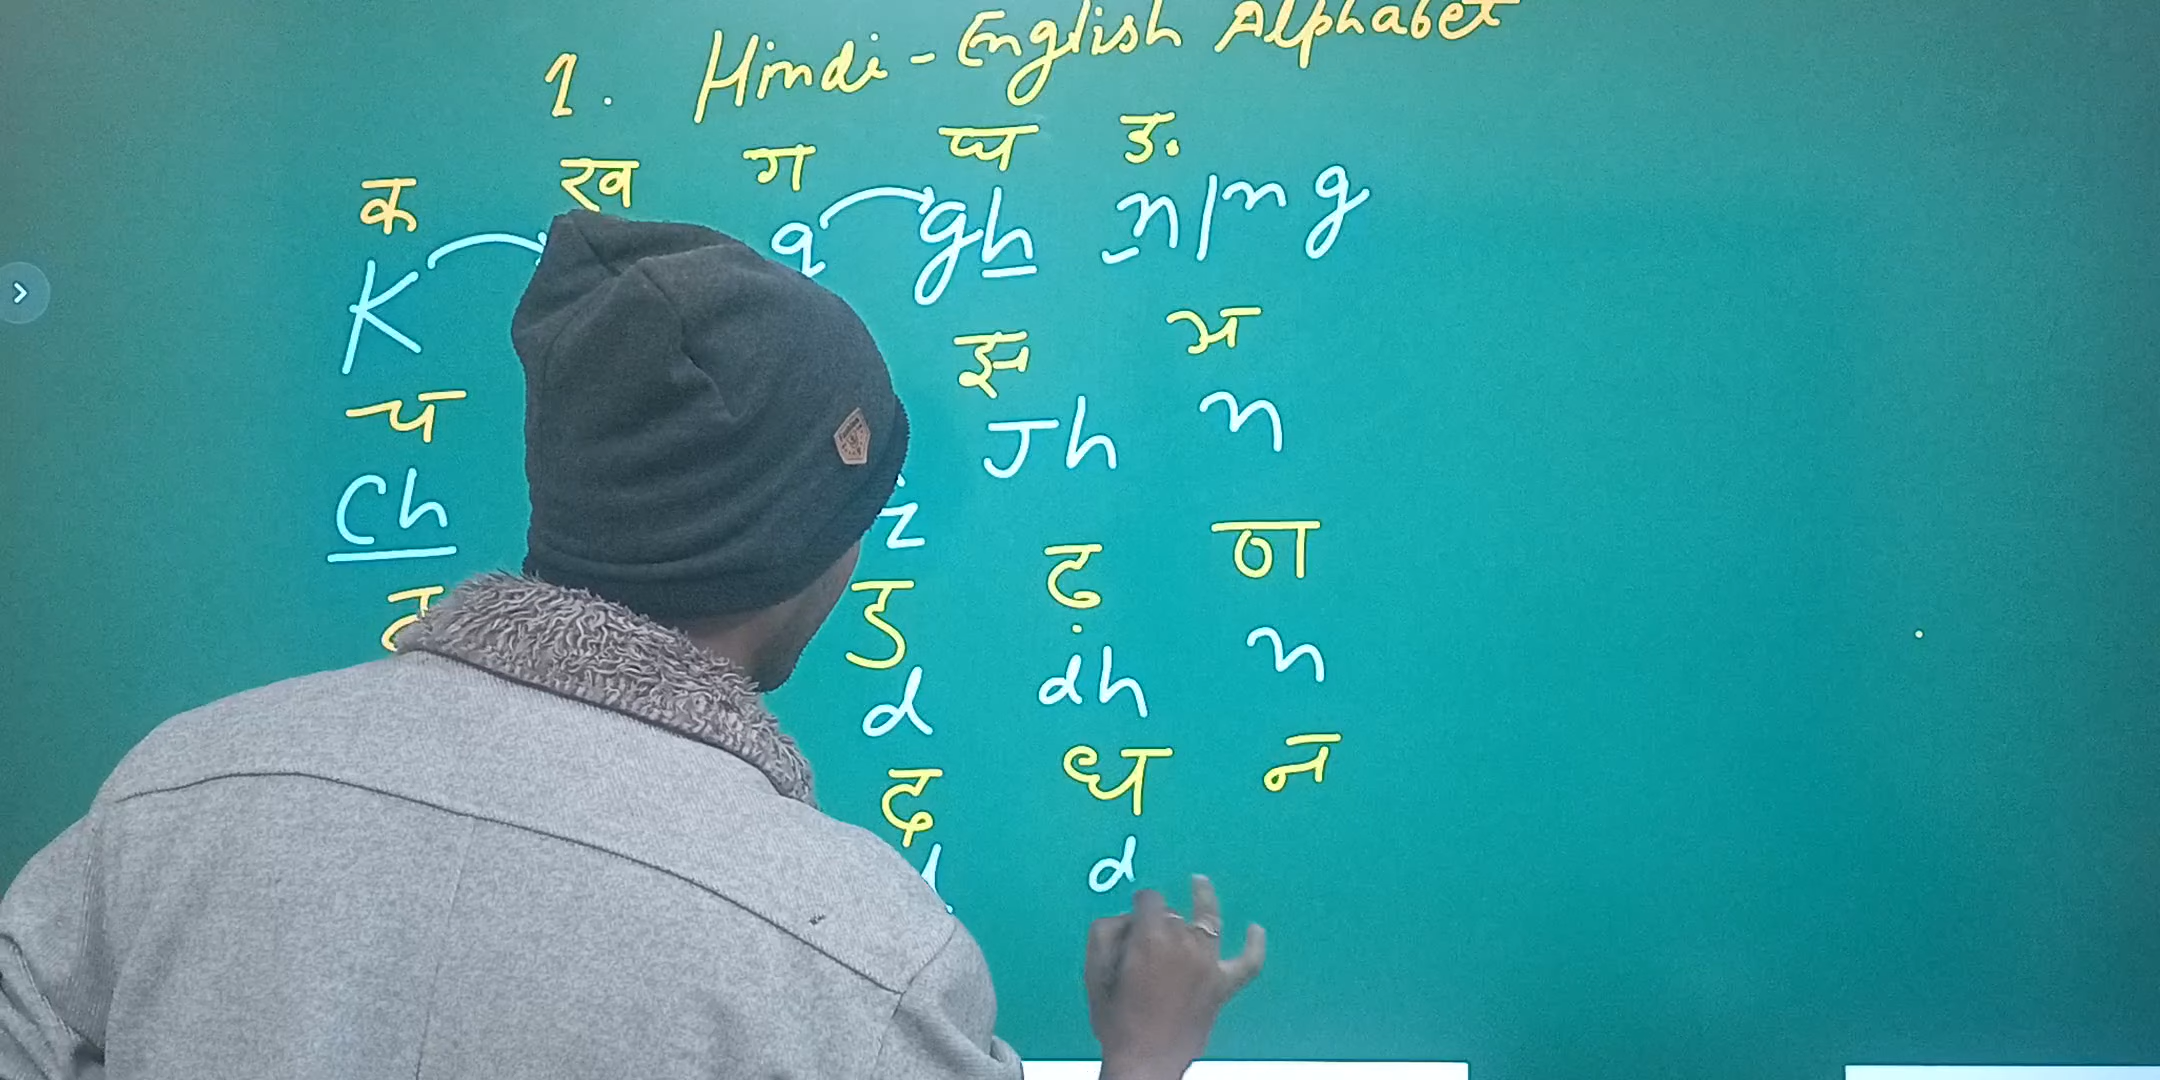 1. Hindi-English Alphabet
क ख ग घ ङ
K g gh n/ng
च झ ञ
Ch z Jh n
ड ढ ण
d dh n
द ध न
d